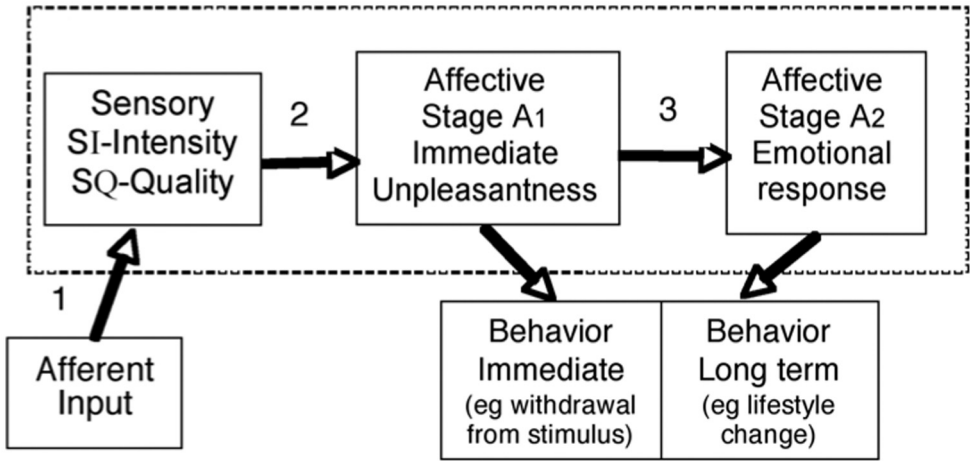 Sensory
SI-Intensity
SQ-Quality
2
Affective
Stage A1
Immediate
Unpleasantness
3
Affective
Stage A2
Emotional
response
1
Afferent
Input
Behavior
Immediate
(eg withdrawal
from stimulus)
Behavior
Long term
(eg lifestyle
change)